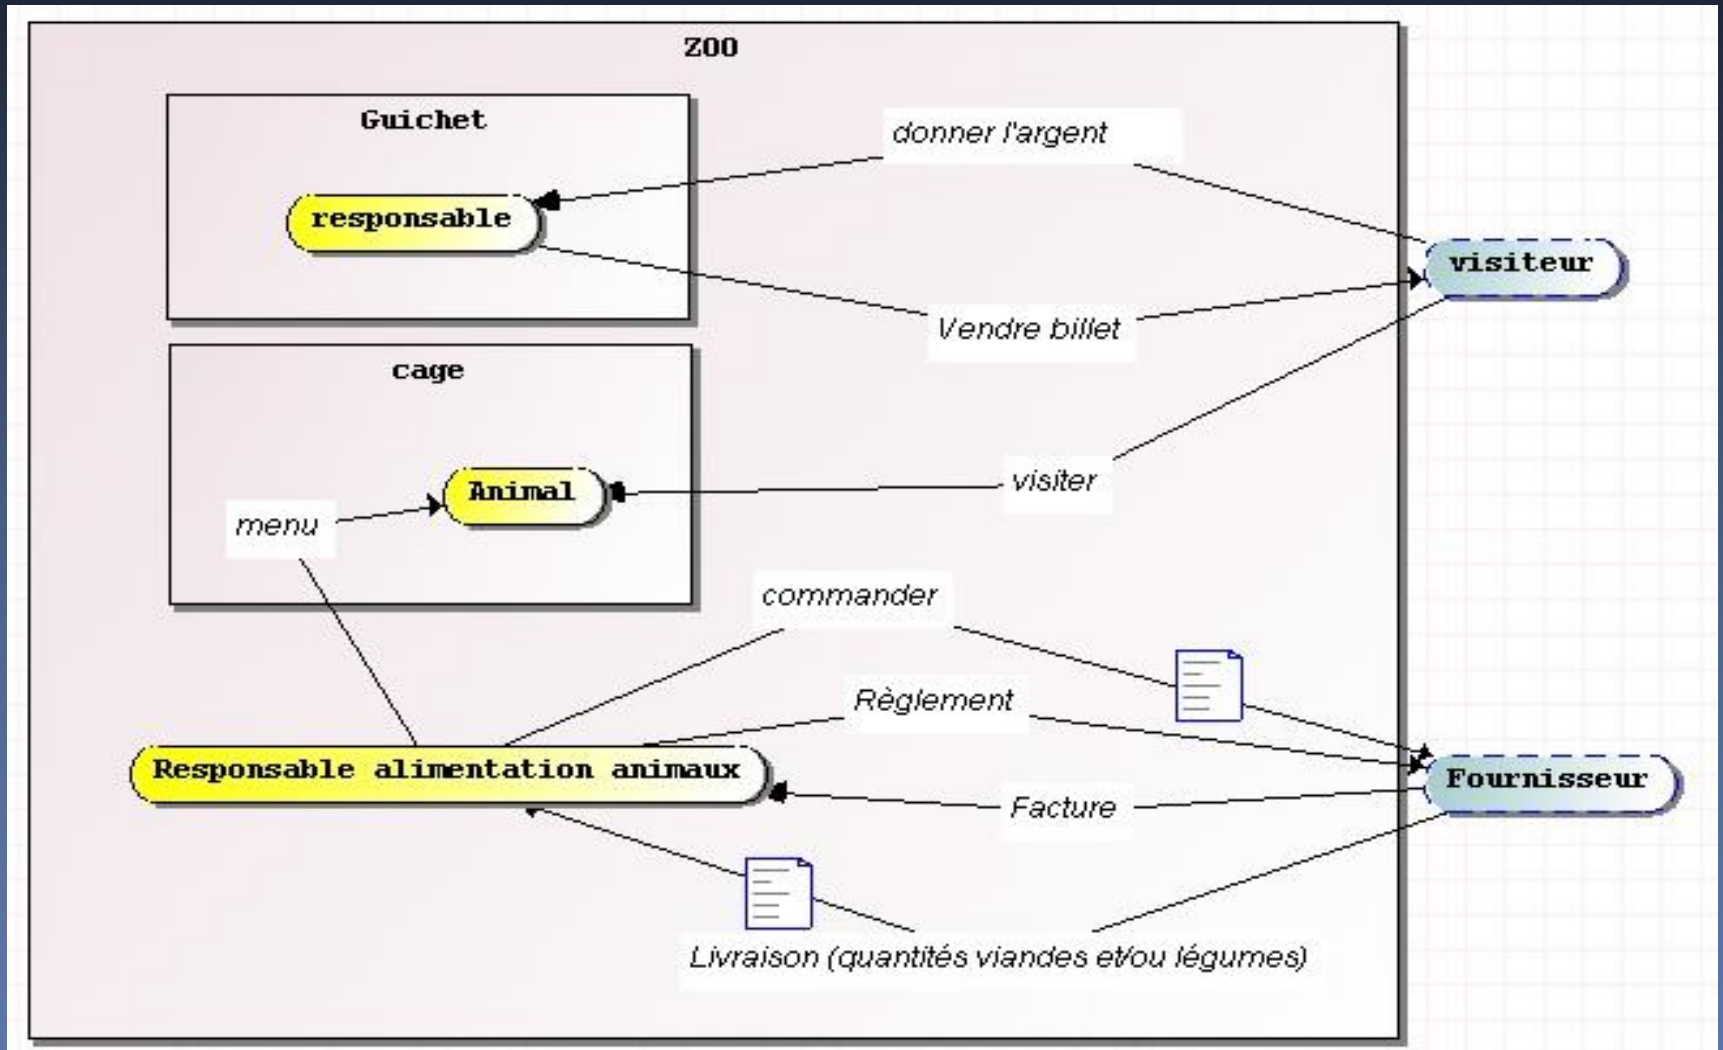 ZOO
Guichet
donner l'argent
responsable
visiteur
Vendre billet
cage
visiter
Animal
menu
commander
Règlement
Responsable alimentation animaux
Fournisseur
Facture
Livraison (quantités viandes et/ou légumes)